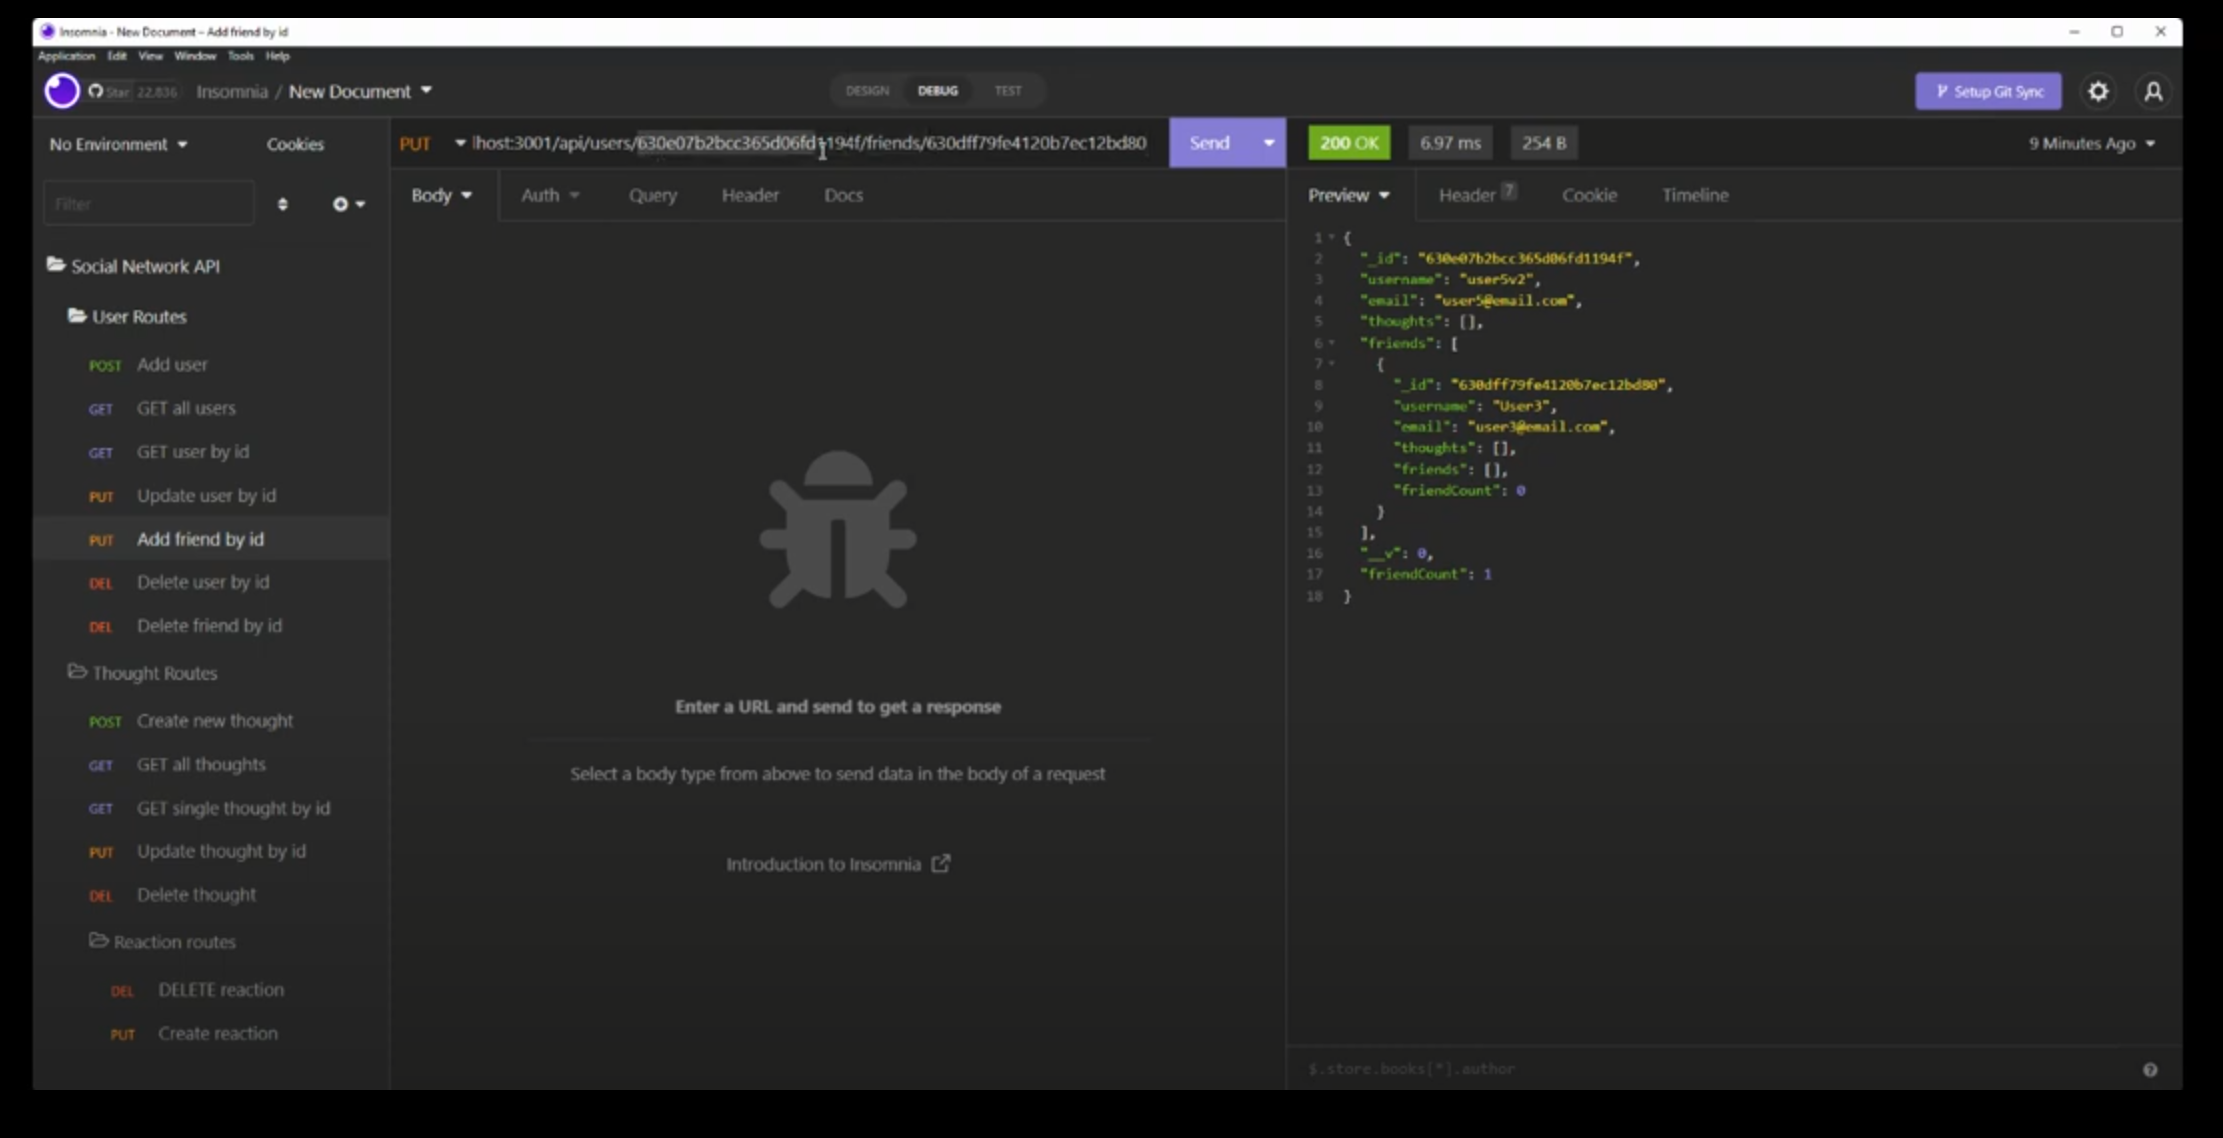 Insomnia - New Document – Add friend by id
Application Edit View Window Tools Help
Star 22,836 Insomnia / New Document DESIGN DEBUG TEST Setup Git Sync
No Environment Cookies PUT lhost:3001/api/users/630e07b2bcc365d06fd1194f/friends/630dff79fe4120b7ec12bd80 Send 200 OK 6.97 ms 254 B 9 Minutes Ago
Filter
Body Auth Query Header Docs
Preview Header 7 Cookie Timeline
Social Network API
User Routes
POST Add user
GET GET all users
GET GET user by id
PUT Update user by id
PUT Add friend by id
DEL Delete user by id
DEL Delete friend by id
Thought Routes
POST Create new thought
GET GET all thoughts
GET GET single thought by id
PUT Update thought by id
DEL Delete thought
Reaction routes
DEL DELETE reaction
PUT Create reaction
Enter a URL and send to get a response
Select a body type from above to send data in the body of a request
Introduction to Insomnia
1 {
2 "_id": "630e07b2bcc365d06fd1194f",
3 "username": "user5v2",
4 "email": "user5@email.com",
5 "thoughts": [],
6 "friends": [
7 {
8 "_id": "630dff79fe4120b7ec12bd80",
9 "username": "User3",
10 "email": "user3@email.com",
11 "thoughts": [],
12 "friends": [],
13 "friendCount": 0
14 }
15 ],
16 "__v": 0,
17 "friendCount": 1
18 }
$.store.books[*].author